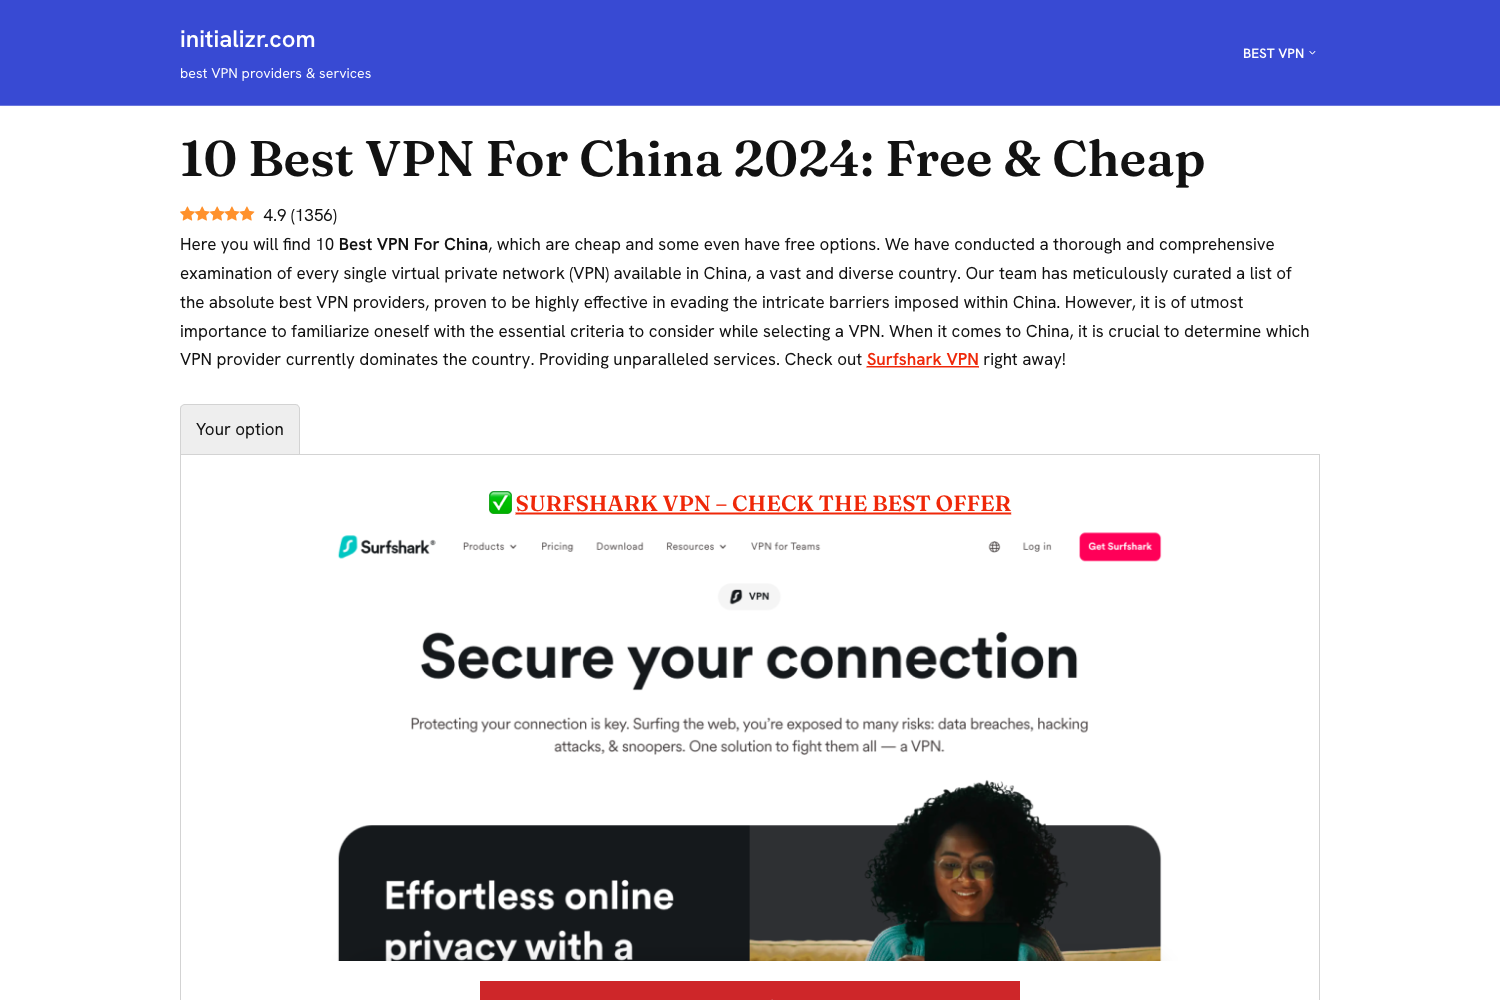 initializr.com
best VPN providers & services
BEST VPN
10 Best VPN For China 2024: Free & Cheap
4.9 (1356)
Here you will find 10 Best VPN For China, which are cheap and some even have free options. We have conducted a thorough and comprehensive
examination of every single virtual private network (VPN) available in China, a vast and diverse country. Our team has meticulously curated a list of
the absolute best VPN providers, proven to be highly effective in evading the intricate barriers imposed within China. However, it is of utmost
importance to familiarize oneself with the essential criteria to consider while selecting a VPN. When it comes to China, it is crucial to determine which
VPN provider currently dominates the country. Providing unparalleled services. Check out Surfshark VPN right away!
Your option
✅ SURFSHARK VPN – CHECK THE BEST OFFER
Surfshark® Products Pricing Download Resources VPN for Teams Log in Get Surfshark
VPN
Secure your connection
Protecting your connection is key. Surfing the web, you're exposed to many risks: data breaches, hacking
attacks, & snoopers. One solution to fight them all — a VPN.
Effortless online
privacy with a